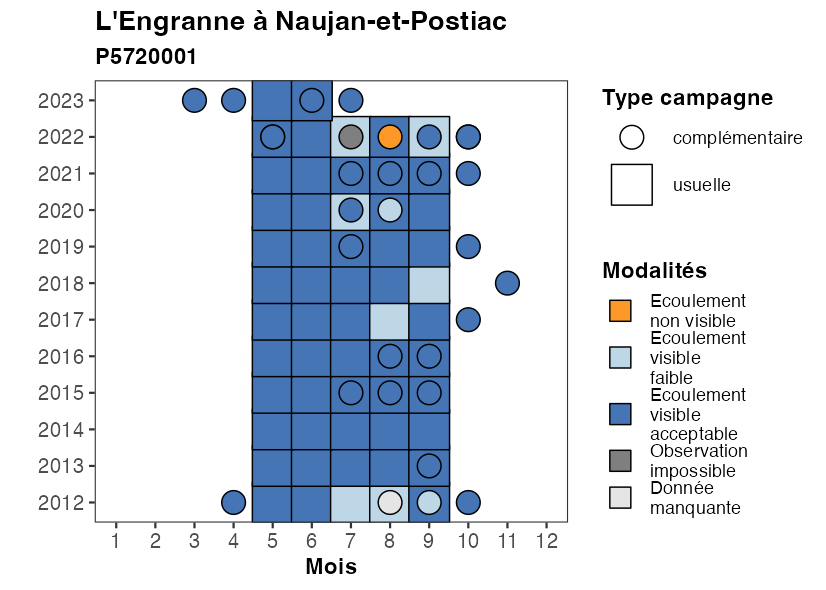 L'Engranne à Naujan-et-Postiac
P5720001
2023
2022
2021
2020
2019
2018
2017
2016
2015
2014
2013
2012
1 2 3 4 5 6 7 8 9 10 11 12
Mois
Type campagne
complémentaire
usuelle
Modalités
Ecoulement
non visible
Ecoulement
visible
faible
Ecoulement
visible
acceptable
Observation
impossible
Donnée
manquante